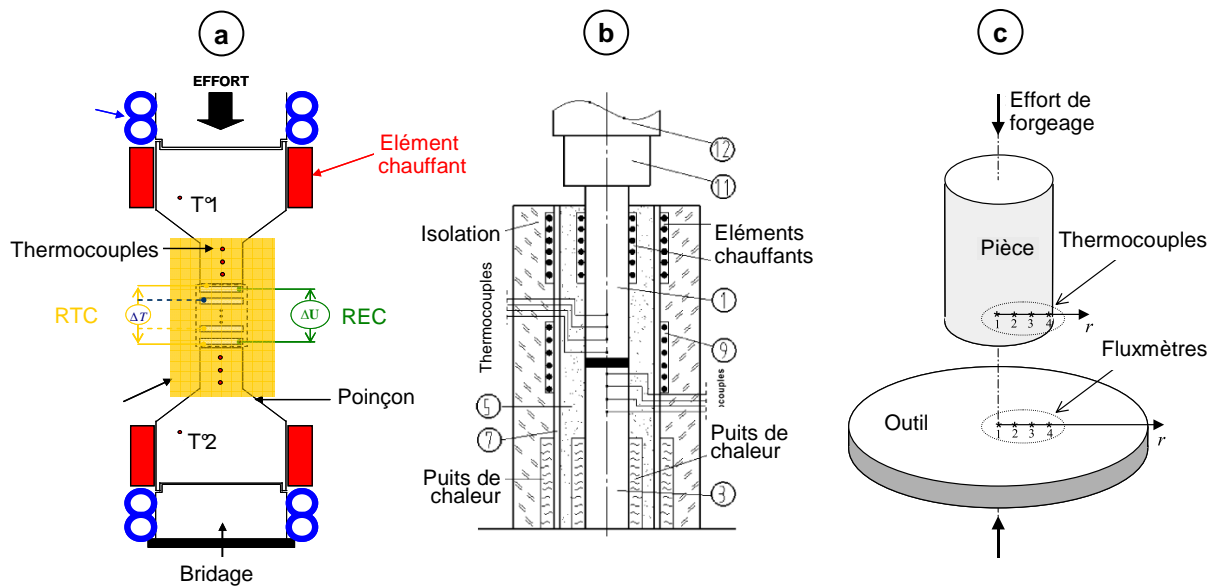 a
EFFORT
Elément
chauffant
T°1
Thermocouples
RTC
ΔT
ΔU
REC
Poinçon
T°2
Bridage
b
12
11
Isolation
Eléments
chauffants
Thermocouples
1
9
couples
5
7
Puits de
chaleur
Puits de
chaleur
3
c
Effort de
forgeage
Pièce
Thermocouples
1 2 3 4
r
Fluxmètres
Outil
1 2 3 4
r